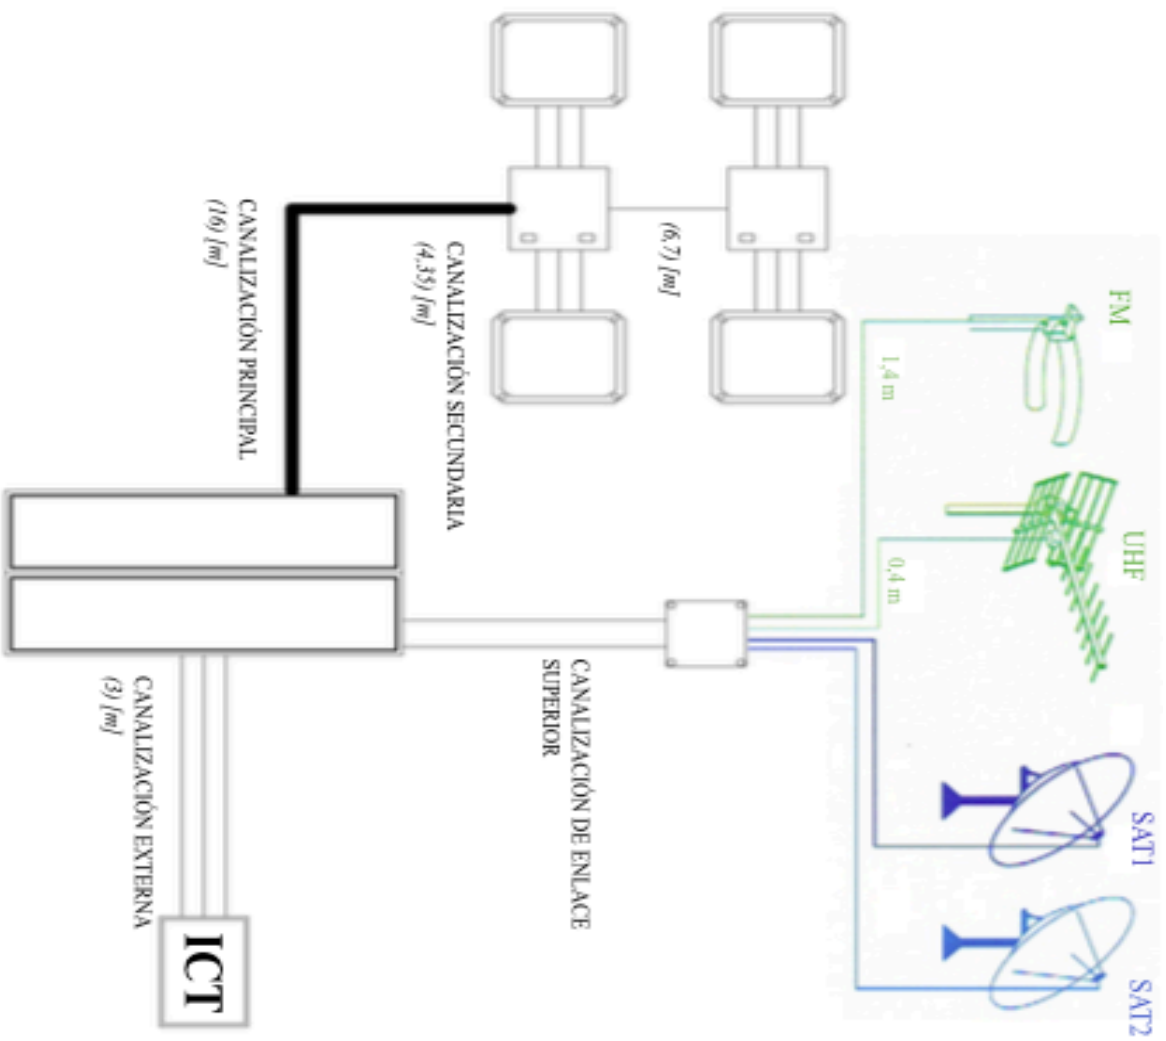 FM
UHF
SAT1
SAT2
1,4 m
0,4 m
(6,7) [m]
CANALIZACIÓN DE ENLACE
SUPERIOR
CANALIZACIÓN SECUNDARIA
(4,35) [m]
CANALIZACIÓN PRINCIPAL
(16) [m]
CANALIZACIÓN EXTERNA
(3) [m]
ICT